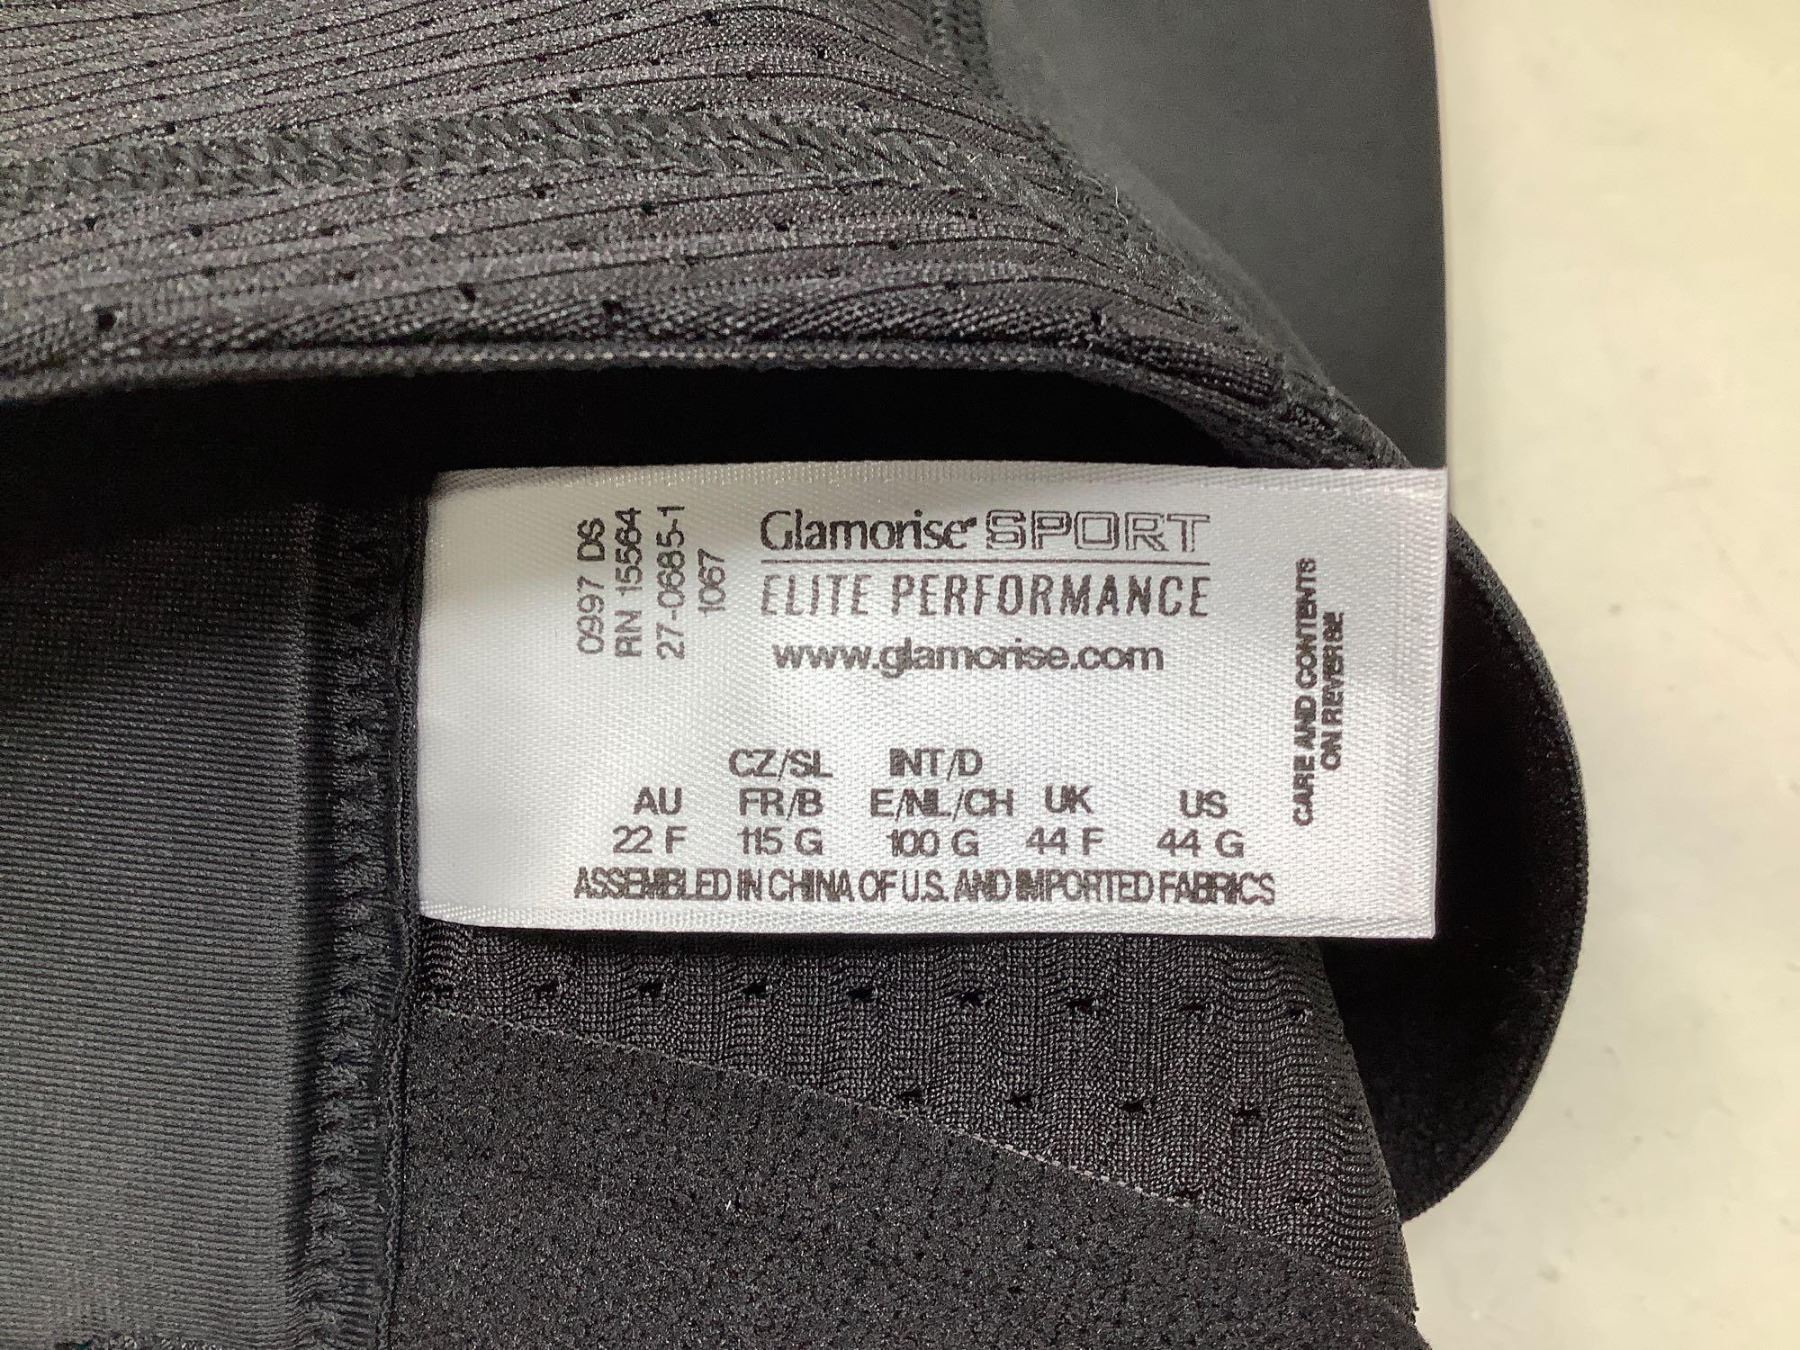 0997 DS
RN 15564
27-0685-1
1067
Glamorise SPORT
ELITE PERFORMANCE
www.glamorise.com
CZ/SL INT/D
AU FR/B E/NL/CH UK US
22 F 115 G 100 G 44 F 44 G
ASSEMBLED IN CHINA OF U.S. AND IMPORTED FABRICS
CARE AND CONTENTS
ON REVERSE